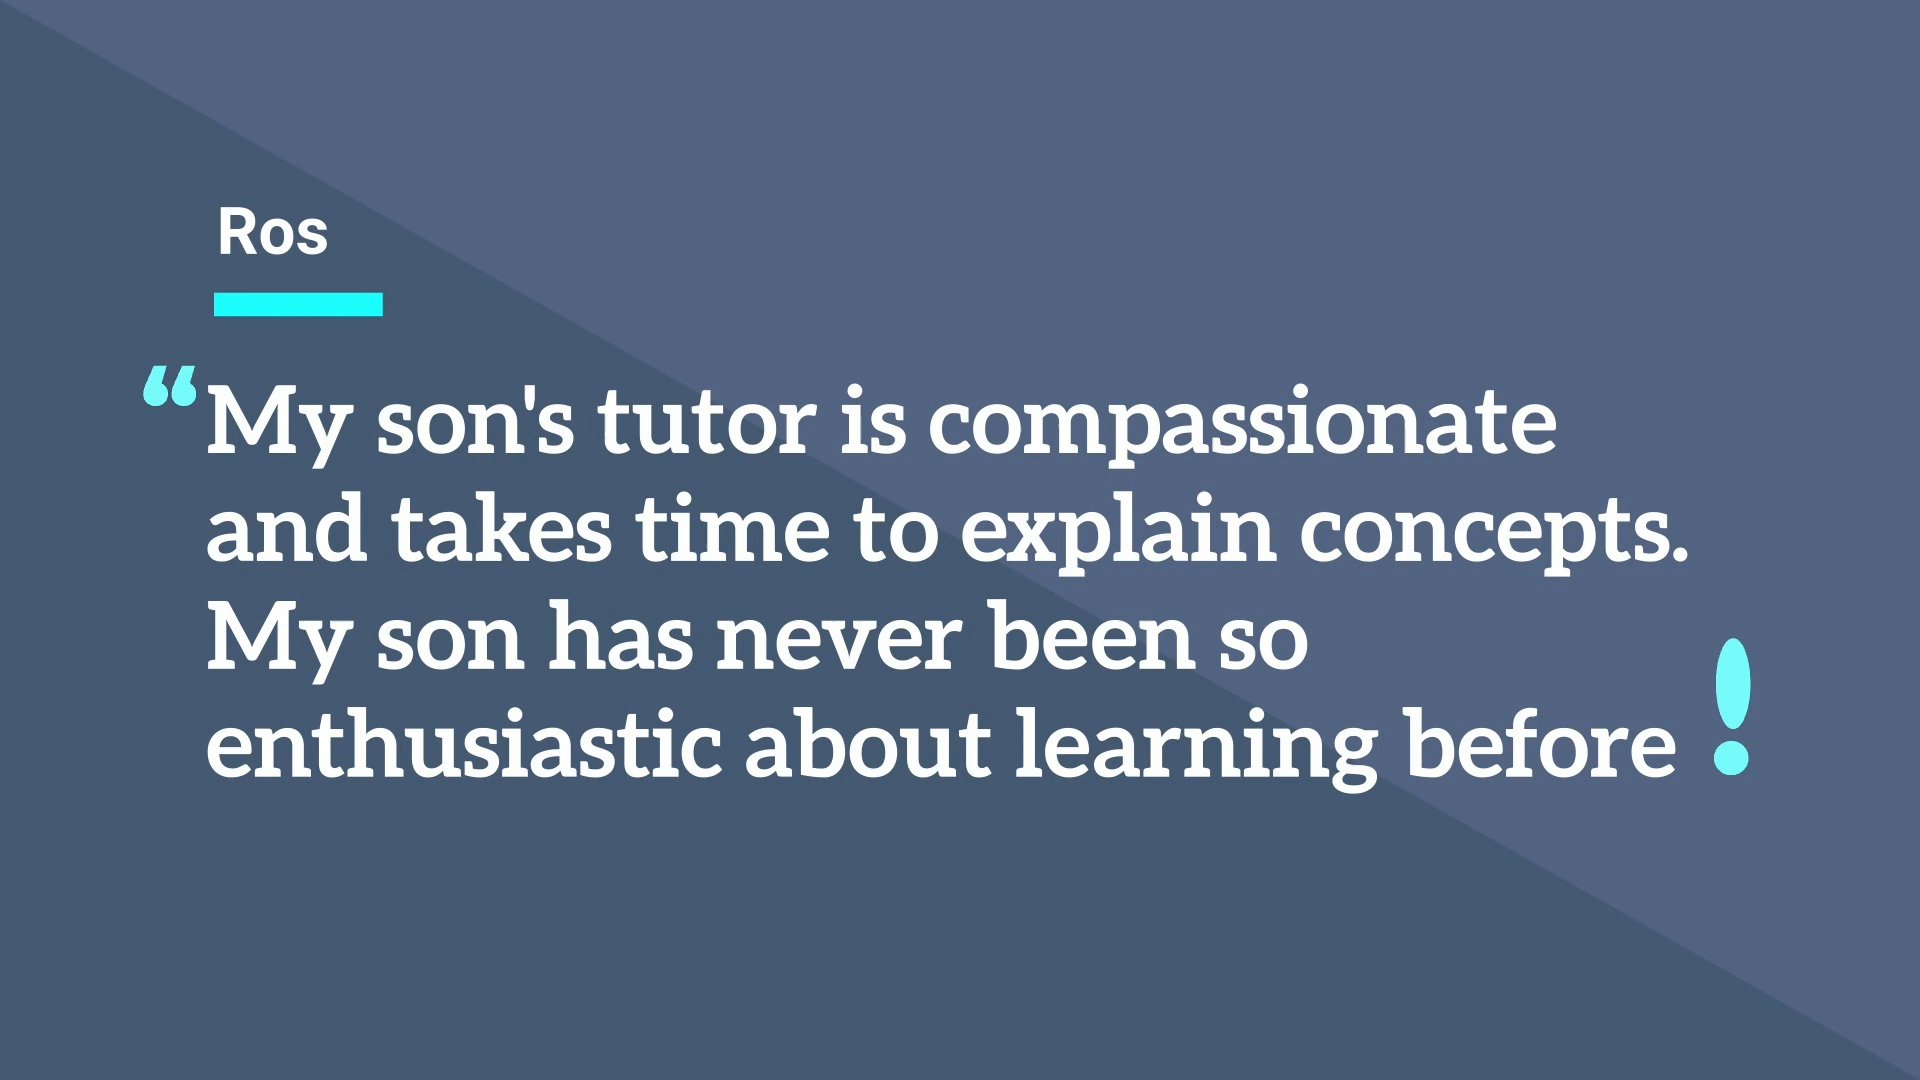 Ros
“My son's tutor is compassionate
and takes time to explain concepts.
My son has never been so
enthusiastic about learning before!